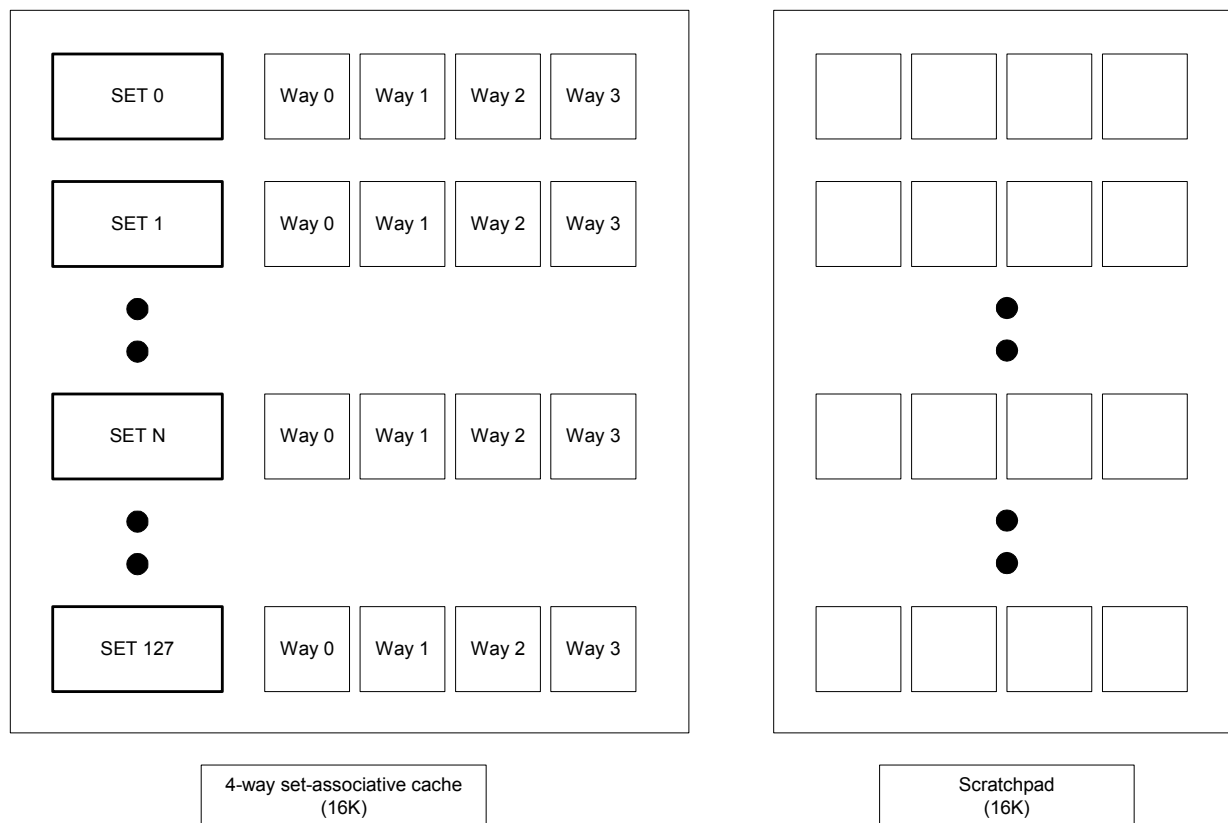 SET 0 Way 0 Way 1 Way 2 Way 3
SET 1 Way 0 Way 1 Way 2 Way 3
SET N Way 0 Way 1 Way 2 Way 3
SET 127 Way 0 Way 1 Way 2 Way 3
4-way set-associative cache
(16K)
Scratchpad
(16K)